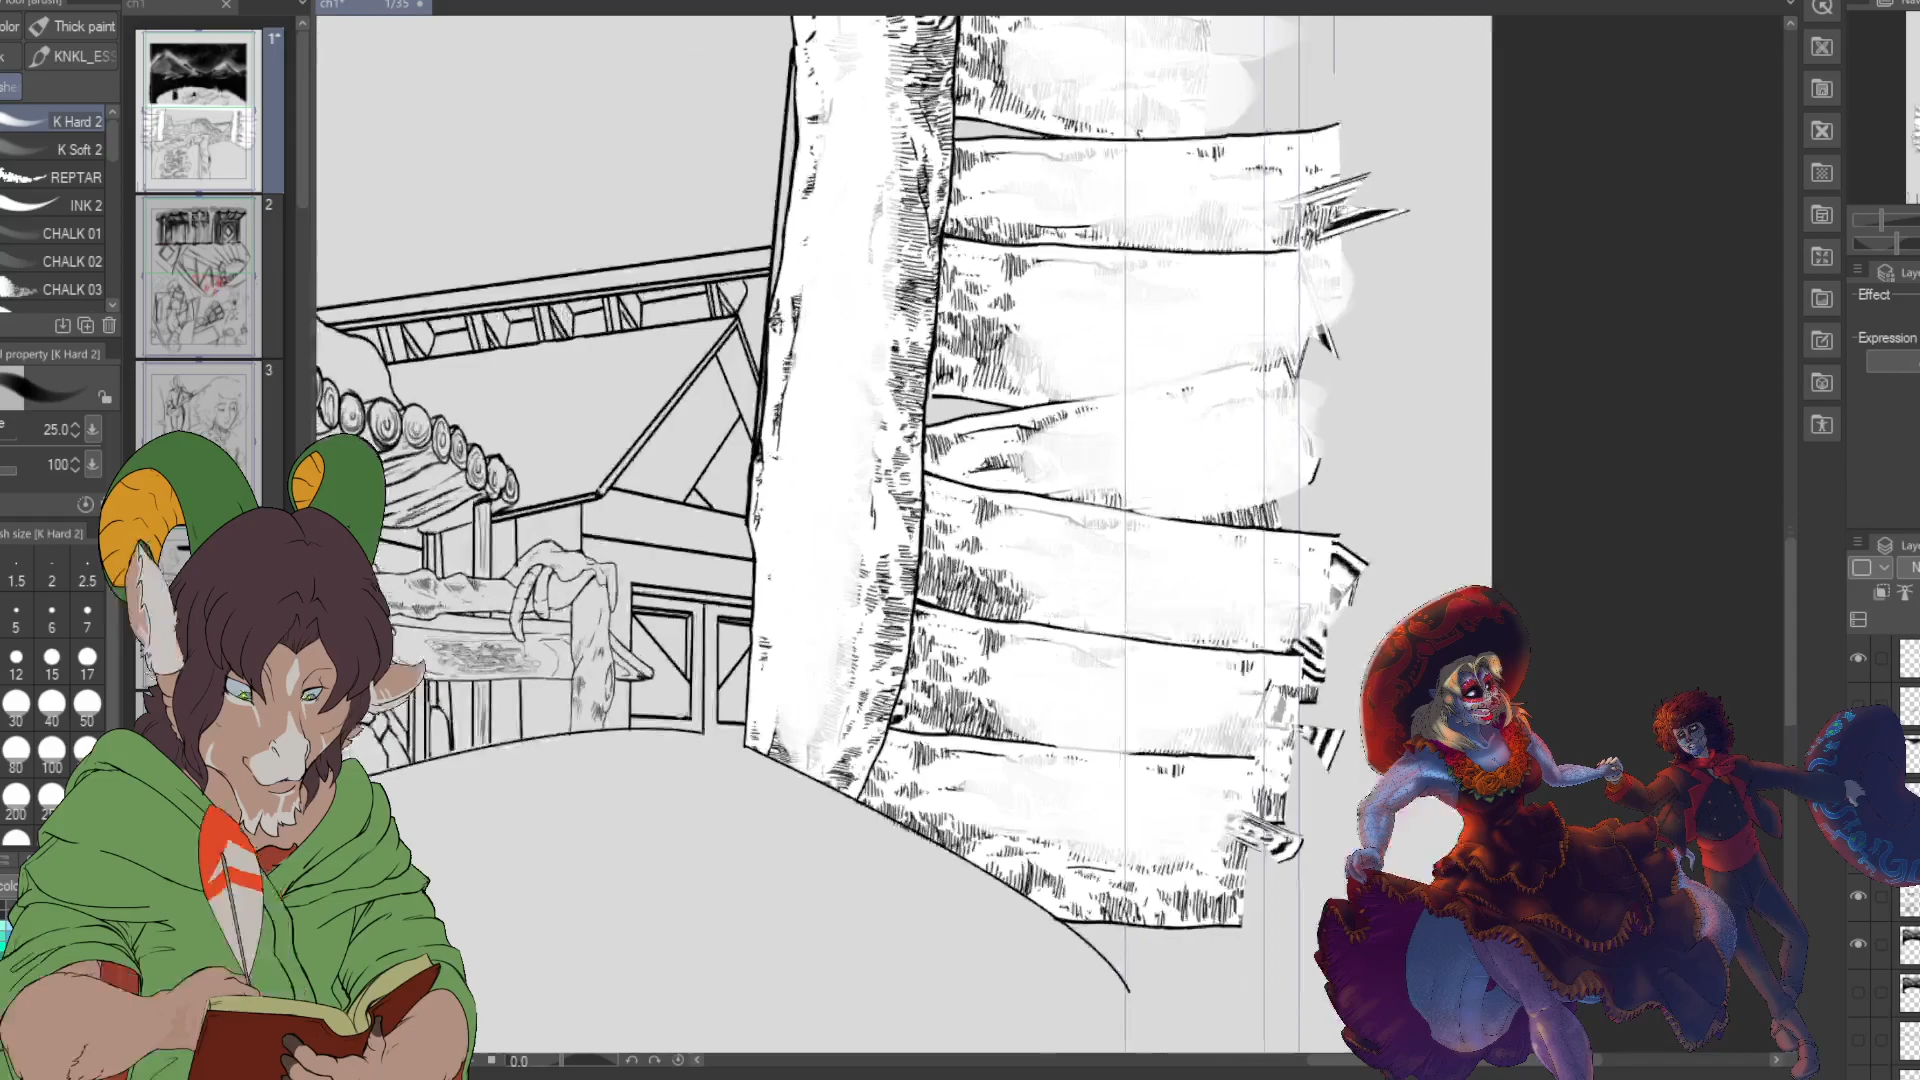 ch1
ch1*
1/35
Thick paint
KNKL_ESS
K Hard 2
K Soft 2
REPTAR
INK 2
CHALK 01
CHALK 02
CHALK 03
1*
2
3
property [K Hard 2]
25.0
100
sh size [K Hard 2]
1.5 2 2.5
5 6 7
12 15 17
30 40 50
80 100
200
0.0
Effect
Expression